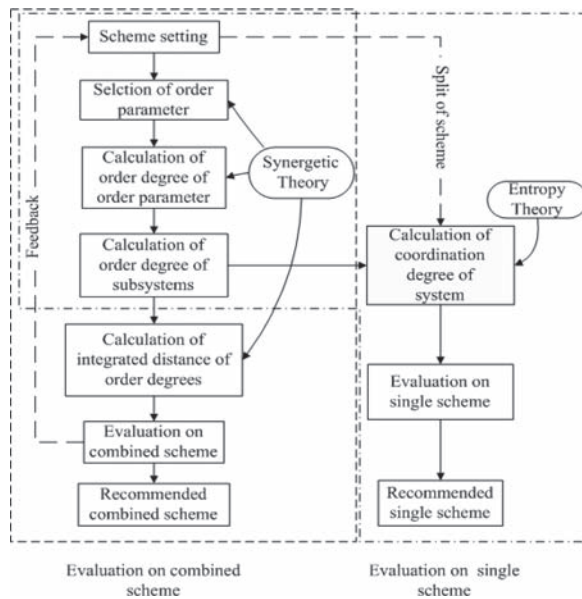 Scheme setting
Selction of order
parameter
Calculation of
order degree of
order parameter
Synergetic
Theory
Calculation of
order degree of
subsystems
Calculation of
integrated distance of
order degrees
Evaluation on
combined scheme
Recommended
combined scheme
Feedback
Split of scheme
Entropy
Theory
Calculation of
coordination
degree of
system
Evaluation on
single scheme
Recommended
single scheme
Evaluation on combined
scheme
Evaluation on single
scheme